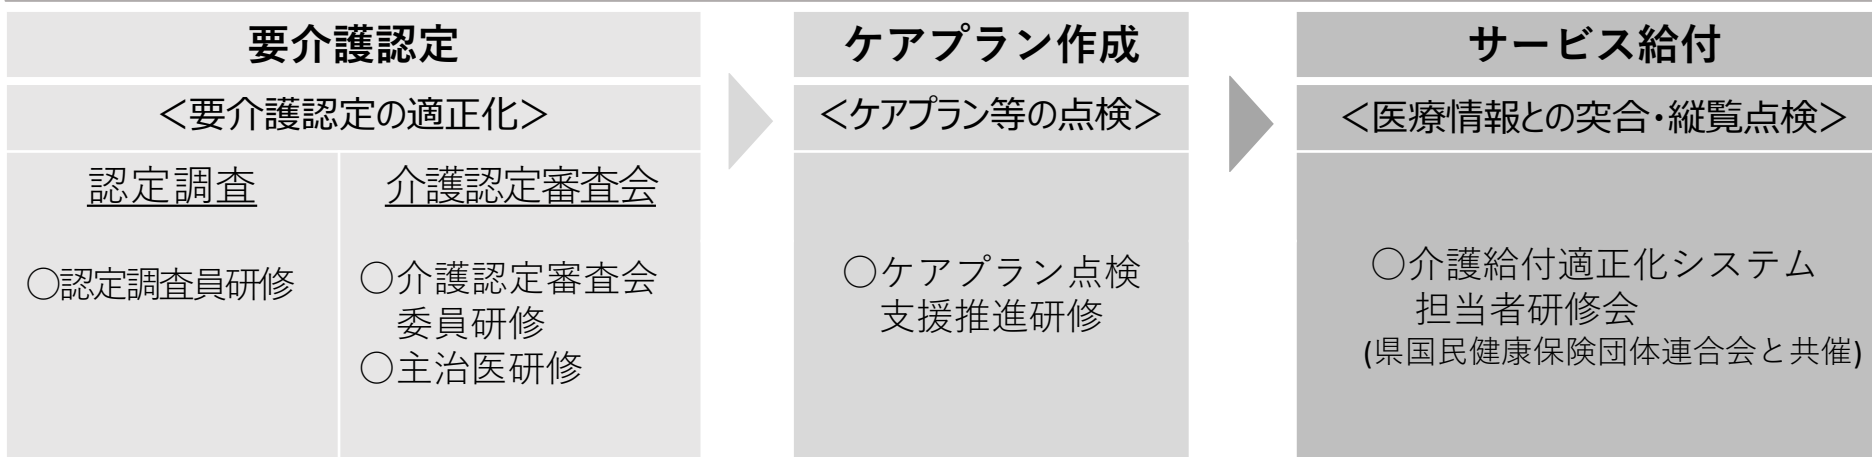 要介護認定
<要介護認定の適正化>
認定調査
○認定調査員研修
介護認定審査会
○介護認定審査会
委員研修
○主治医研修
ケアプラン作成
<ケアプラン等の点検>
○ケアプラン点検
支援推進研修
サービス給付
<医療情報との突合・縦覧点検>
○介護給付適正化システム
担当者研修会
(県国民健康保険団体連合会と共催)